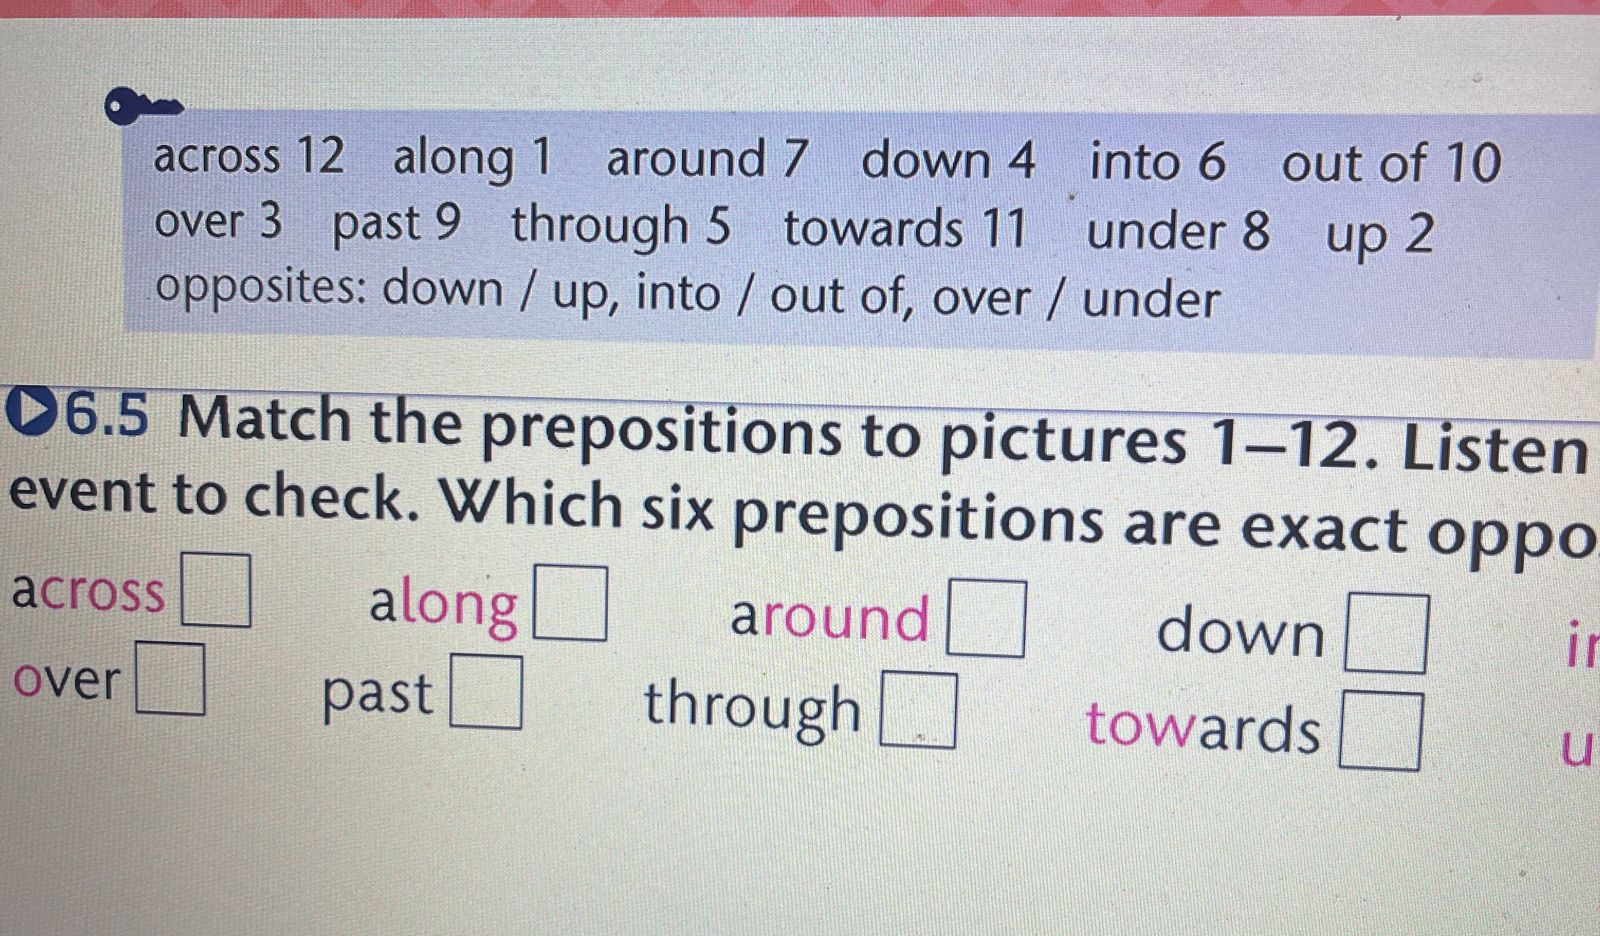 across 12 along 1 around 7 down 4 into 6 out of 10
over 3 past 9 through 5 towards 11 under 8 up 2
opposites: down / up, into / out of, over / under
6.5 Match the prepositions to pictures 1–12. Listen
event to check. Which six prepositions are exact oppo
across along around down
over past through towards